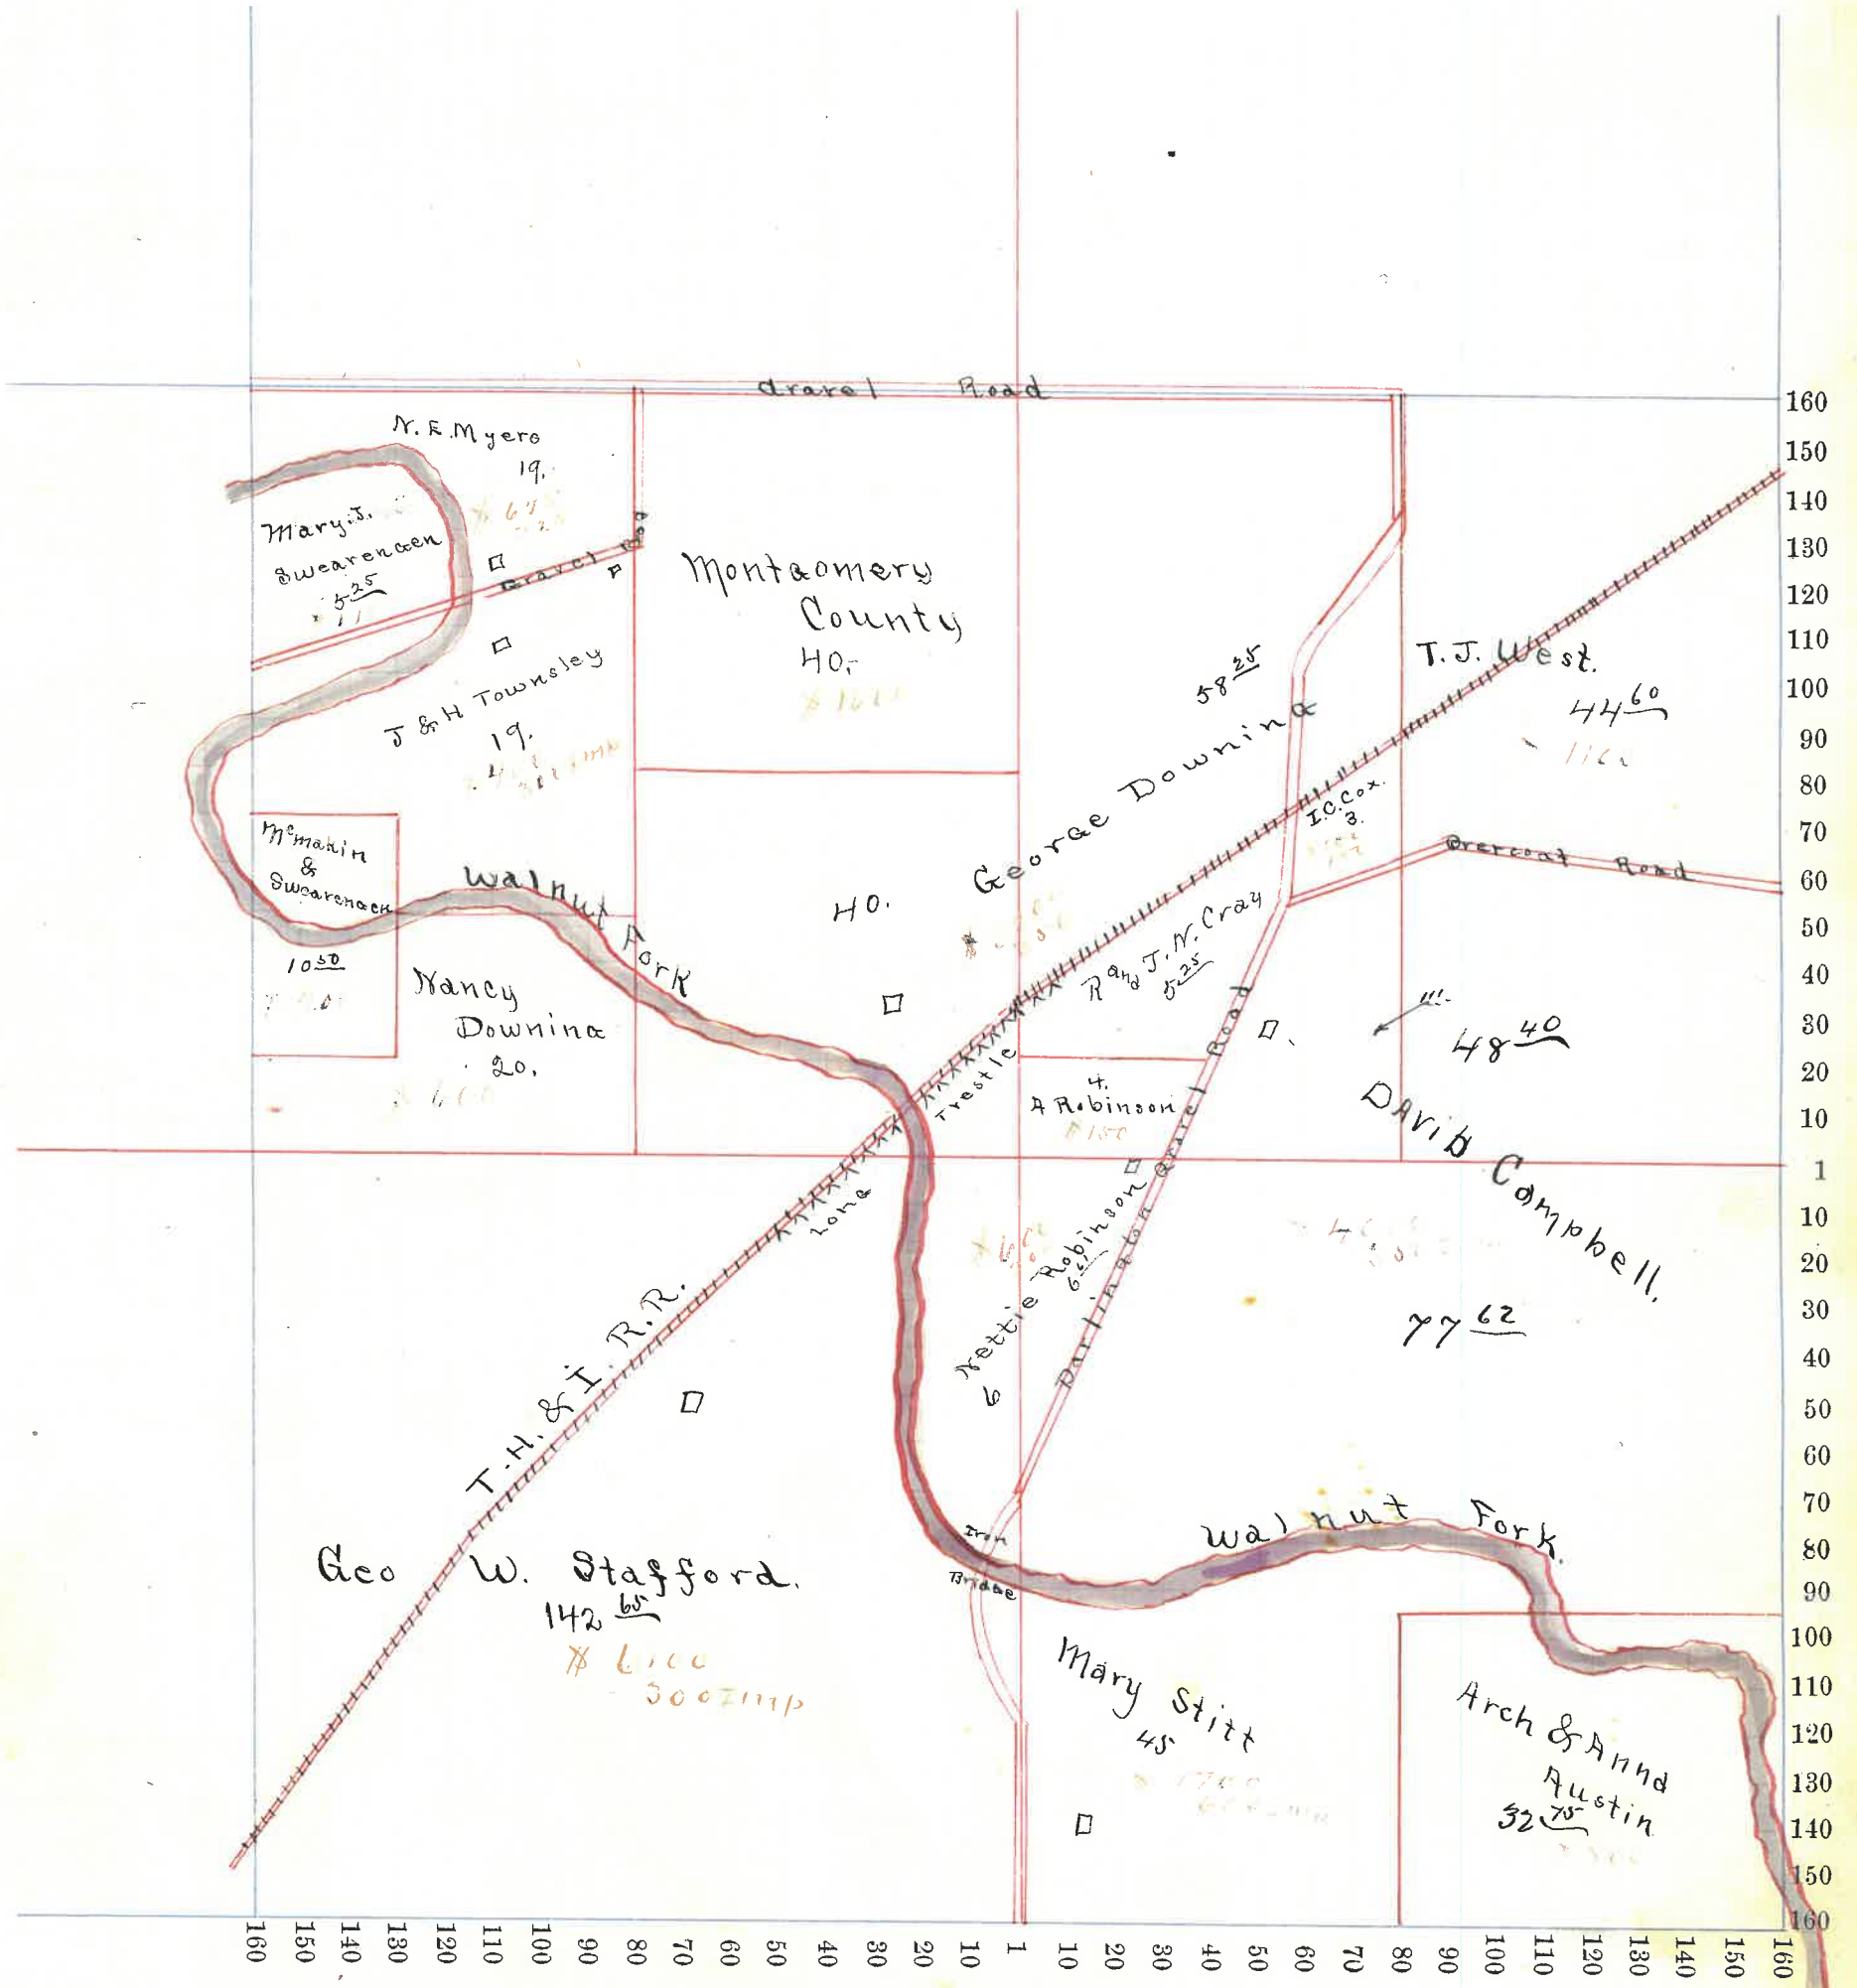 Gravel Road
N. E. Myers
19.
Mary J.
Swearengen
5 25
Gravel Road
Montgomery
County
40.
J & H Townsley
19.
McMakin
&
Swearengen
10 50
Walnut Fork
Nancy
Downing
20.
40.
George Downing
58 25
T. J. West.
44 60
I. C. Cox.
3.
Overcoat Road
R and J. N. Cray
5 25
48 40
David Campbell.
77 62
4.
A Robinson
$ 150
Long Trestle
Nettie Robinson
6
Darlington Gravel Road
T. H. & I. R.R.
Geo W. Stafford.
142 65
300 Imp
Iron
Bridge
Walnut Fork.
Mary Stitt
45
Arch & Anna
Austin
32 75
160
150
140
130
120
110
100
90
80
70
60
50
40
30
20
10
1
10
20
30
40
50
60
70
80
90
100
110
120
130
140
150
160
160 150 140 130 120 110 100 90 80 70 60 50 40 30 20 10 1 10 20 30 40 50 60 70 80 90 100 110 120 130 140 150 160